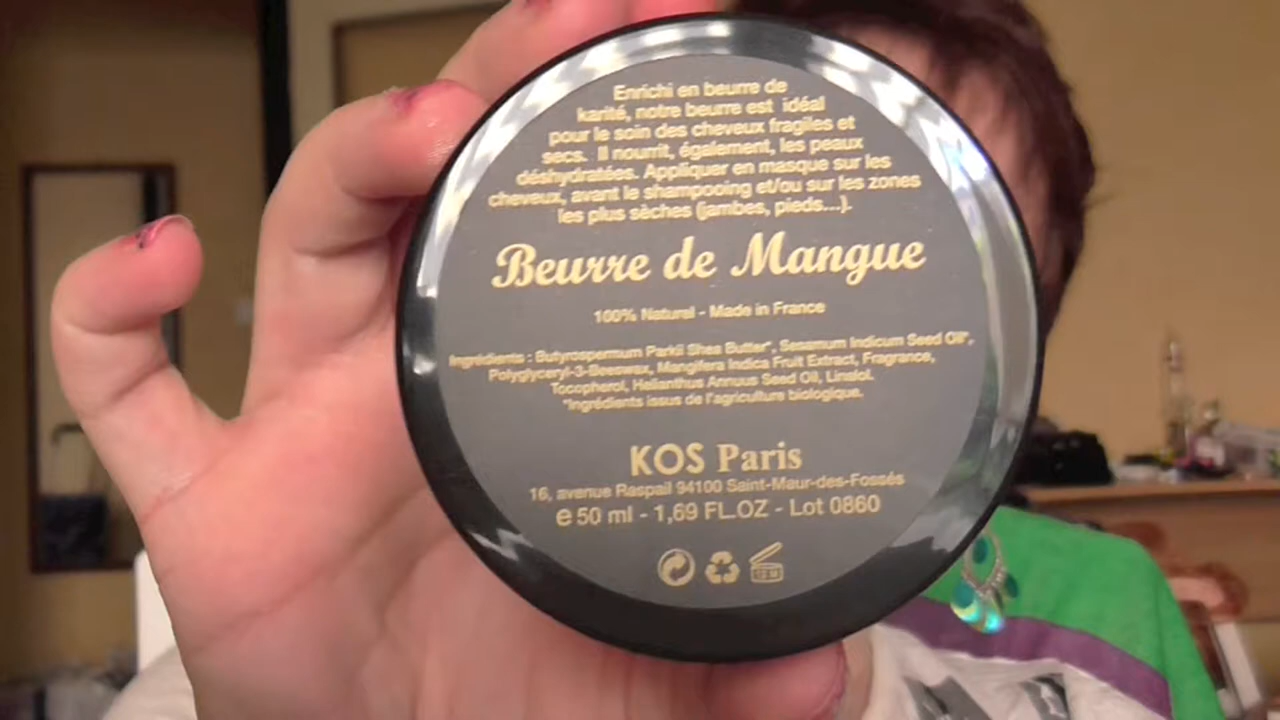 Enrichi en beurre de
karité, notre beurre est idéal
pour le soin des cheveux fragiles et
secs. Il nourrit, également, les peaux
déshydratées. Appliquer en masque sur les
cheveux, avant le shampooing et/ou sur les zones
les plus sèches (jambes, pieds...).
Beurre de Mangue
100% Naturel - Made in France
Ingrédients : Butyrospermum Parkii Shea Butter*, Sesamum Indicum Seed Oil*,
Polyglyceryl-3-Beeswax, Mangifera Indica Fruit Extract, Fragrance,
Tocopherol, Helianthus Annuus Seed Oil, Linalol.
*Ingrédients issus de l'agriculture biologique.
KOS Paris
16, avenue Raspail 94100 Saint-Maur-des-Fossés
e 50 ml - 1,69 FL.OZ - Lot 0860
12 M